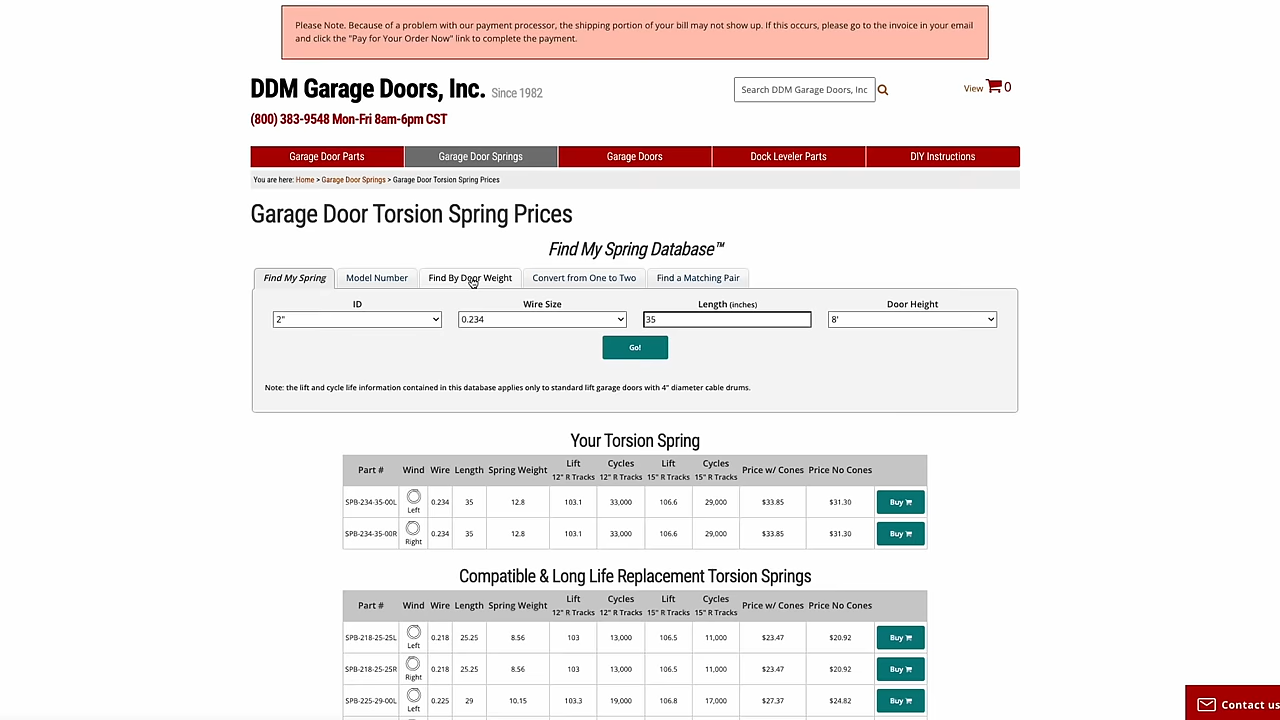 Please Note. Because of a problem with our payment processor, the shipping portion of your bill may not show up. If this occurs, please go to the invoice in your email
and click the "Pay for Your Order Now" link to complete the payment.
DDM Garage Doors, Inc. Since 1982
Search DDM Garage Doors, Inc
View 0
(800) 383-9548 Mon-Fri 8am-6pm CST
Garage Door Parts Garage Door Springs Garage Doors Dock Leveler Parts DIY Instructions
You are here: Home > Garage Door Springs > Garage Door Torsion Spring Prices
Garage Door Torsion Spring Prices
Find My Spring Database™
Find My Spring Model Number Find By Door Weight Convert from One to Two Find a Matching Pair
ID Wire Size Length (inches) Door Height
2" 0.234 35 8'
Go!
Note: the lift and cycle life information contained in this database applies only to standard lift garage doors with 4" diameter cable drums.
Your Torsion Spring
Part # Wind Wire Length Spring Weight Lift 12" R Tracks Cycles 12" R Tracks Lift 15" R Tracks Cycles 15" R Tracks Price w/ Cones Price No Cones
SPB-234-35-00L Left 0.234 35 12.8 103.1 33,000 106.6 29,000 $33.85 $31.30 Buy
SPB-234-35-00R Right 0.234 35 12.8 103.1 33,000 106.6 29,000 $33.85 $31.30 Buy
Compatible & Long Life Replacement Torsion Springs
Part # Wind Wire Length Spring Weight Lift 12" R Tracks Cycles 12" R Tracks Lift 15" R Tracks Cycles 15" R Tracks Price w/ Cones Price No Cones
SPB-218-25-25L Left 0.218 25.25 8.56 103 13,000 106.5 11,000 $23.47 $20.92 Buy
SPB-218-25-25R Right 0.218 25.25 8.56 103 13,000 106.5 11,000 $23.47 $20.92 Buy
SPB-225-29-00L Left 0.225 29 10.15 103.3 19,000 106.8 17,000 $27.37 $24.82 Buy
Contact us